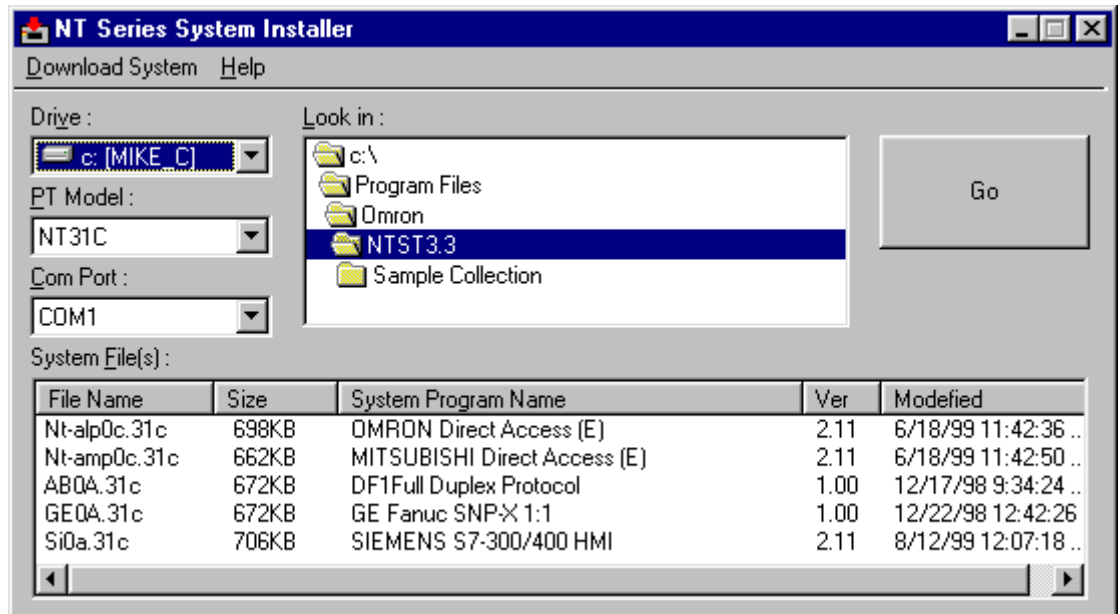 NT Series System Installer
Download System Help
Drive :
c: [MIKE_C]
PT Model :
NT31C
Com Port :
COM1
Look in :
c:\
Program Files
Omron
NTST3.3
Sample Collection
Go
System File(s) :
File Name Size System Program Name Ver Modefied
Nt-alp0c.31c 698KB OMRON Direct Access (E) 2.11 6/18/99 11:42:36 ..
Nt-amp0c.31c 662KB MITSUBISHI Direct Access (E) 2.11 6/18/99 11:42:50 ..
AB0A.31c 672KB DF1Full Duplex Protocol 1.00 12/17/98 9:34:24 ..
GE0A.31c 672KB GE Fanuc SNP-X 1:1 1.00 12/22/98 12:42:26
Si0a.31c 706KB SIEMENS S7-300/400 HMI 2.11 8/12/99 12:07:18 ..